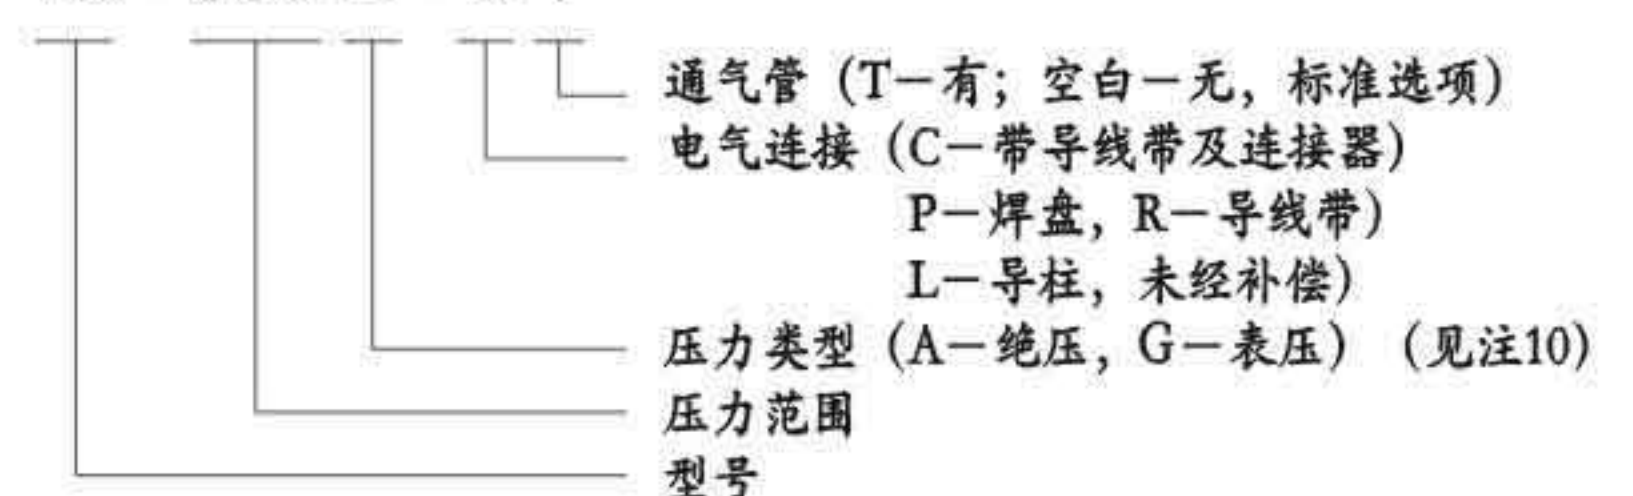 通气管（T－有；空白－无，标准选项）
电气连接（C－带导线带及连接器）
P－焊盘，R－导线带）
L－导柱，未经补偿）
压力类型（A－绝压，G－表压）（见注10）
压力范围
型号